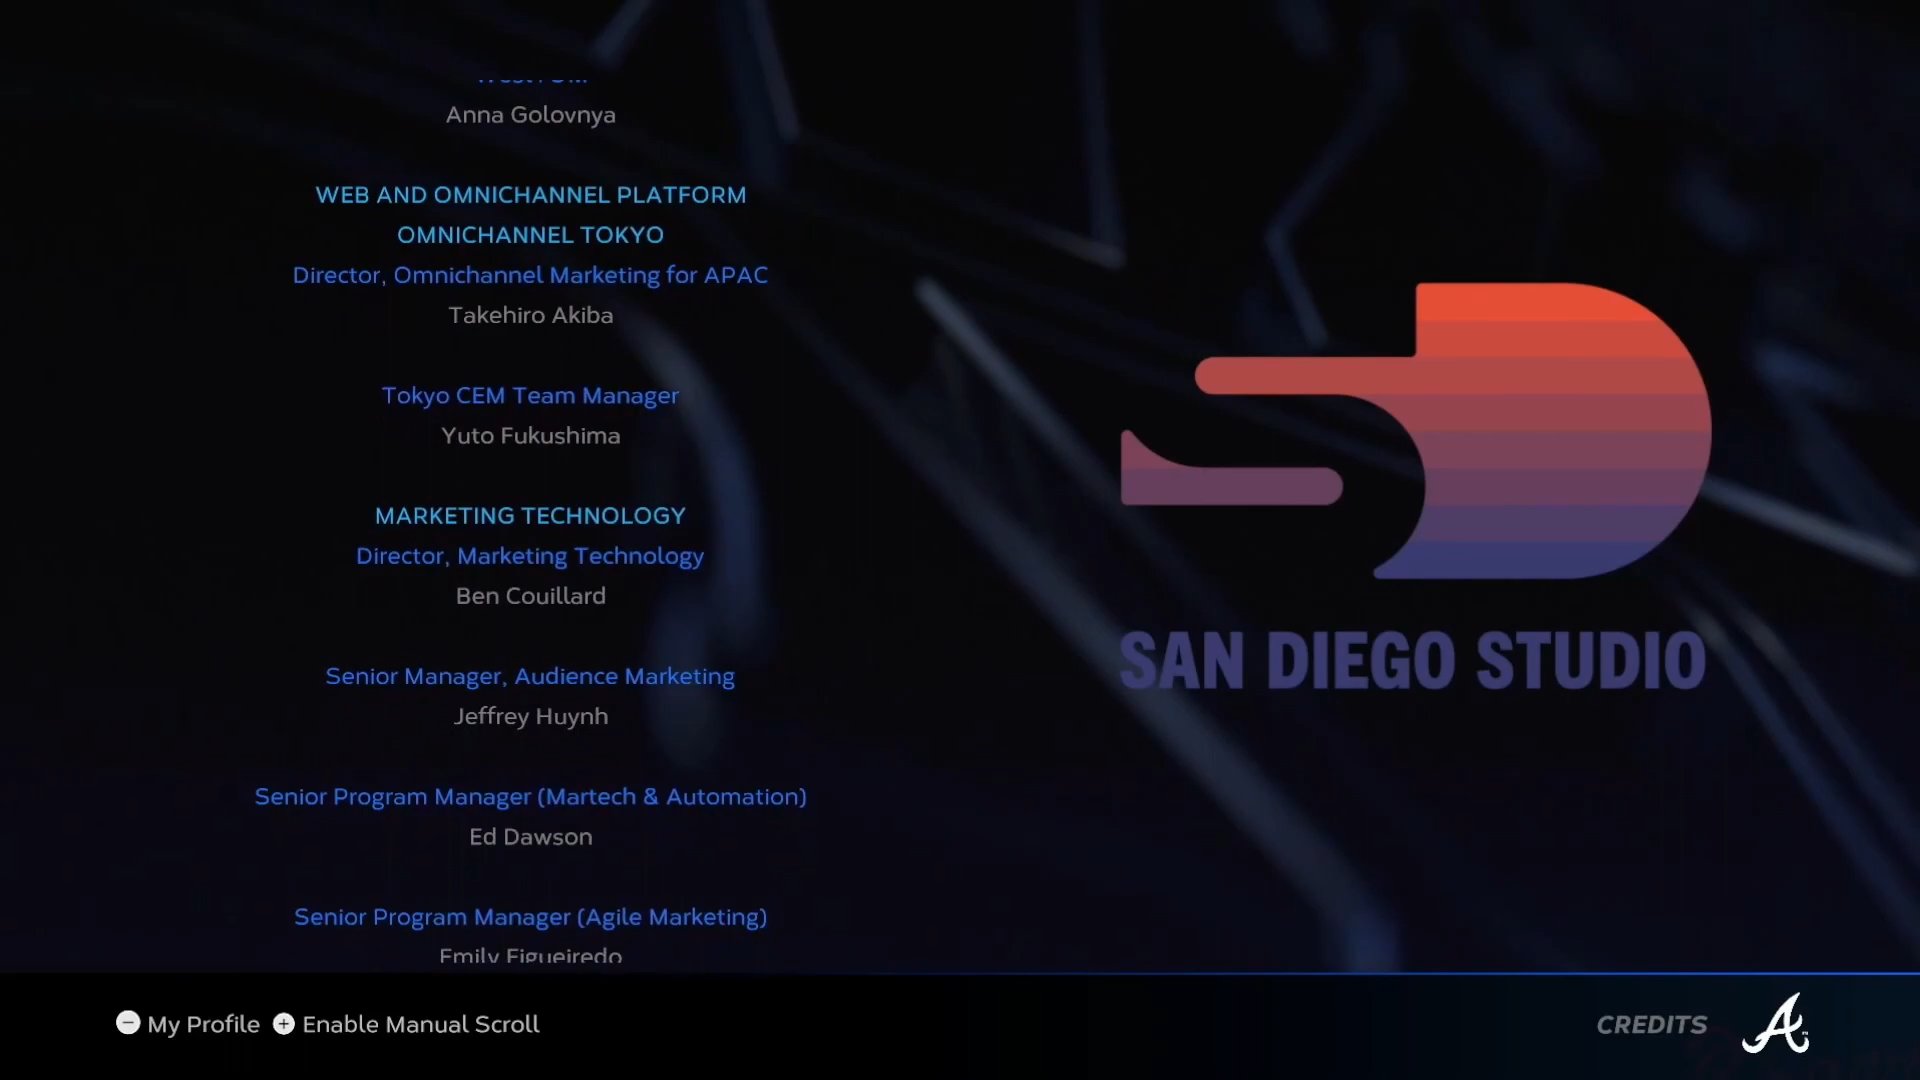 Anna Golovnya
WEB AND OMNICHANNEL PLATFORM
OMNICHANNEL TOKYO
Director, Omnichannel Marketing for APAC
Takehiro Akiba
Tokyo CEM Team Manager
Yuto Fukushima
MARKETING TECHNOLOGY
Director, Marketing Technology
Ben Couillard
Senior Manager, Audience Marketing
Jeffrey Huynh
Senior Program Manager (Martech & Automation)
Ed Dawson
Senior Program Manager (Agile Marketing)
Emily Figueiredo
SAN DIEGO STUDIO
My Profile
Enable Manual Scroll
CREDITS